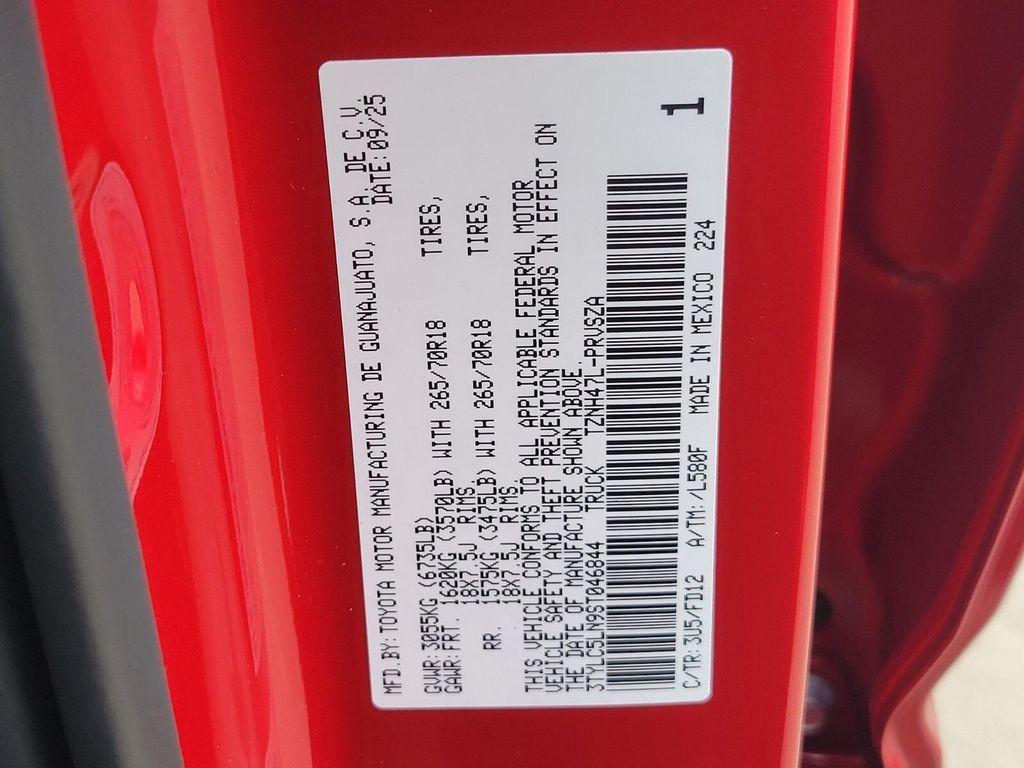 MFD.BY:TOYOTA MOTOR MANUFACTURING DE GUANAJUATO, S.A. DE C.V.
DATE:09/25
GVWR:3055KG (6735LB)
GAWR:FRT. 1620KG (3570LB) WITH 265/70R18 TIRES,
18X7.5J RIMS.
RR. 1575KG (3475LB) WITH 265/70R18 TIRES,
18X7.5J RIMS.
THIS VEHICLE CONFORMS TO ALL APPLICABLE FEDERAL MOTOR
VEHICLE SAFETY AND THEFT PREVENTION STANDARDS IN EFFECT ON
THE DATE OF MANUFACTURE SHOWN ABOVE.
3TYLC5LN9ST046844 TRUCK TZNH47L-PRVSZA
1
C/TR:3U5/FD12 A/TM:/L580F MADE IN MEXICO 224